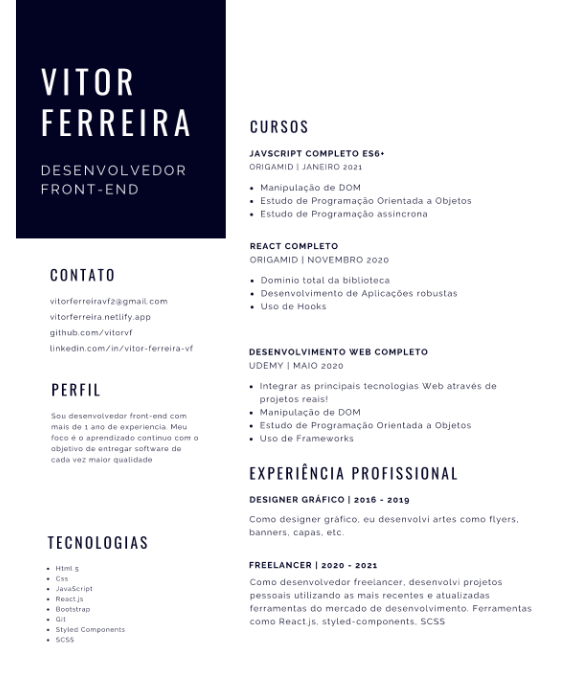 VITOR
FERREIRA
DESENVOLVEDOR
FRONT-END
CONTATO
vitorferreiravf2@gmail.com
vitorferreira.netlify.app
github.com/vitorvf
linkedin.com/in/vitor-ferreira-vf
PERFIL
Sou desenvolvedor front-end com
mais de 1 ano de experiencia. Meu
foco é o aprendizado continuo com o
objetivo de entregar software de
cada vez maior qualidade
TECNOLOGIAS
• Html 5
• Css
• JavaScript
• React.js
• Bootstrap
• Git
• Styled Components
• SCSS
CURSOS
JAVSCRIPT COMPLETO ES6+
ORIGAMID | JANEIRO 2021
• Manipulação de DOM
• Estudo de Programação Orientada a Objetos
• Estudo de Programação assincrona
REACT COMPLETO
ORIGAMID | NOVEMBRO 2020
• Dominio total da biblioteca
• Desenvolvimento de Aplicações robustas
• Uso de Hooks
DESENVOLVIMENTO WEB COMPLETO
UDEMY | MAIO 2020
• Integrar as principais tecnologias Web através de
projetos reais!
• Manipulação de DOM
• Estudo de Programação Orientada a Objetos
• Uso de Frameworks
EXPERIÊNCIA PROFISSIONAL
DESIGNER GRÁFICO | 2016 - 2019
Como designer gráfico, eu desenvolvi artes como flyers,
banners, capas, etc.
FREELANCER | 2020 - 2021
Como desenvolvedor freelancer, desenvolvi projetos
pessoais utilizando as mais recentes e atualizadas
ferramentas do mercado de desenvolvimento. Ferramentas
como React.js, styled-components, SCSS